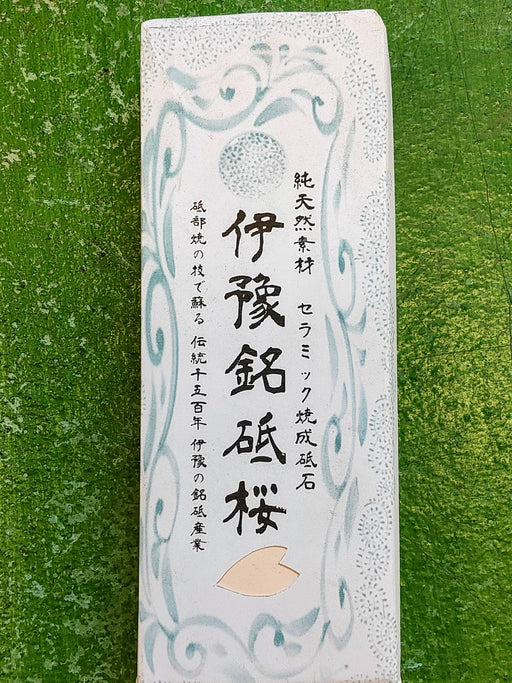 純天然素材 セラミック焼成砥石
伊豫銘砥桜
砥部焼の技で蘇る 伝統千五百年 伊豫の銘砥産業